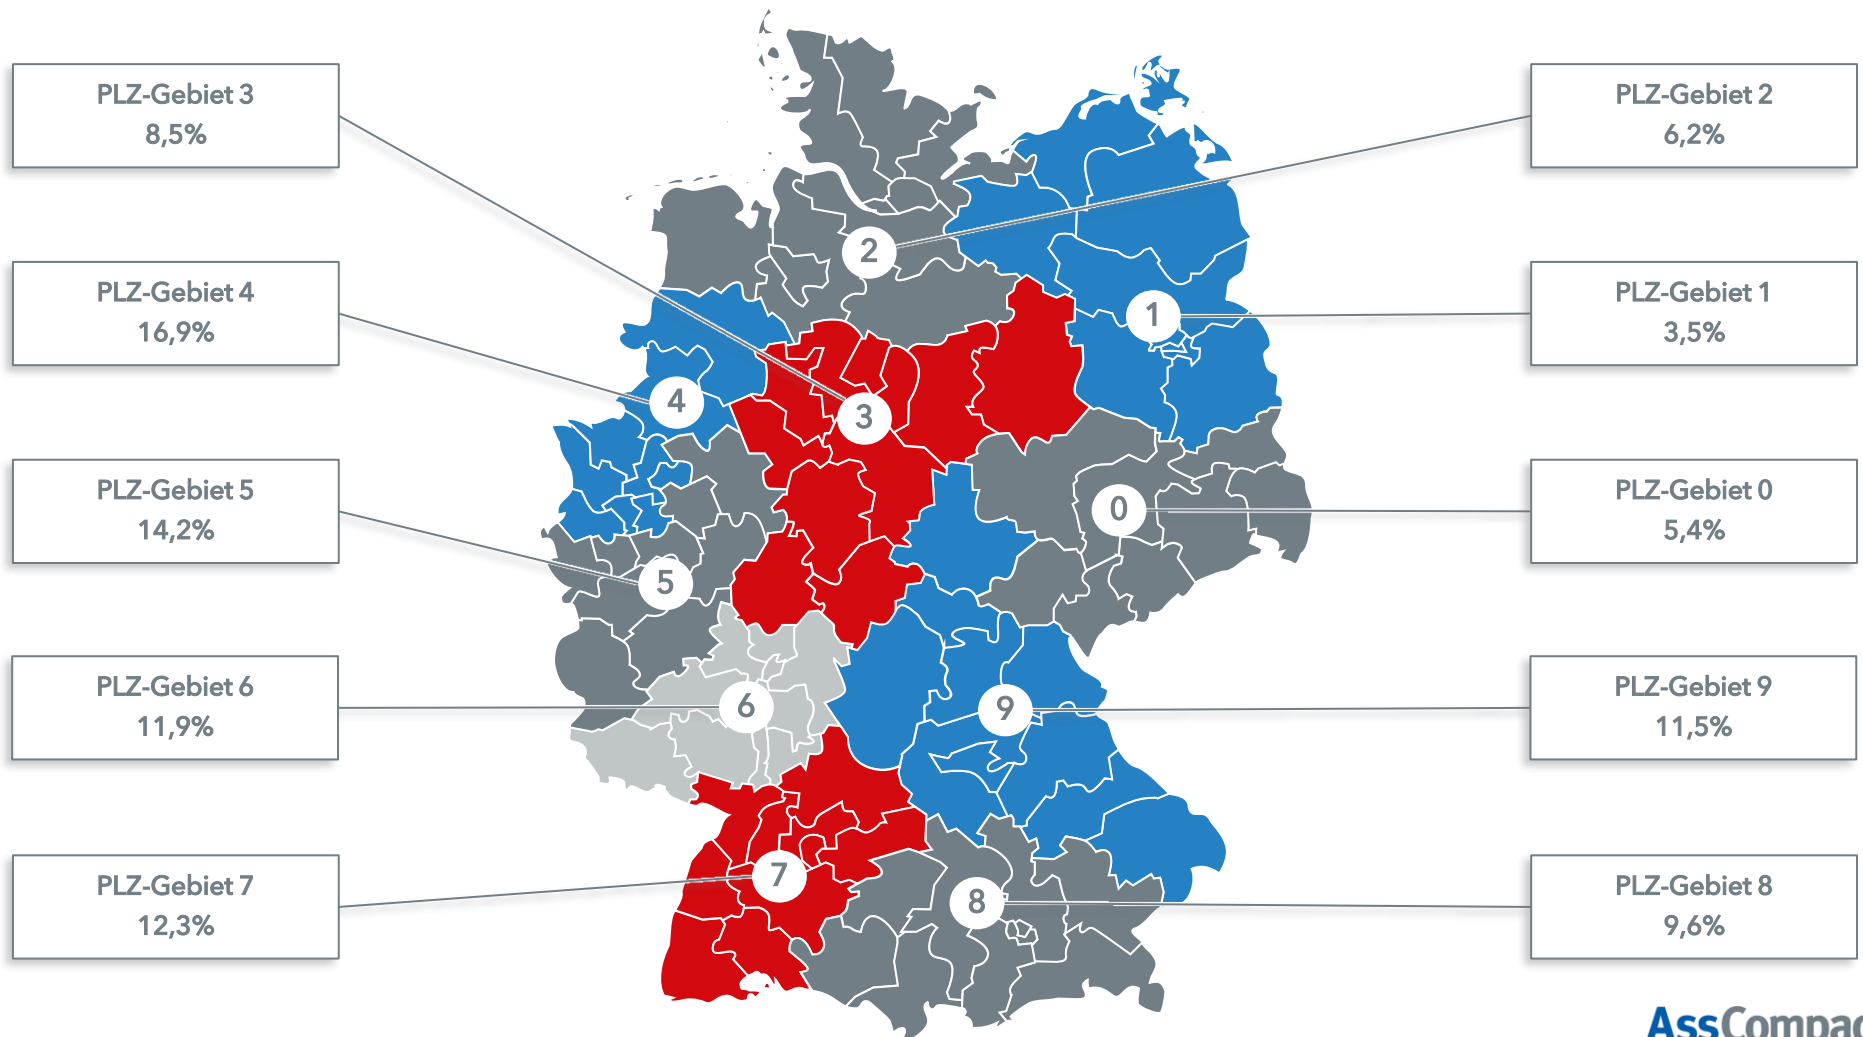 PLZ-Gebiet 3
8,5%
PLZ-Gebiet 4
16,9%
PLZ-Gebiet 5
14,2%
PLZ-Gebiet 6
11,9%
PLZ-Gebiet 7
12,3%
2
1
4
3
0
5
6
9
7
8
PLZ-Gebiet 2
6,2%
PLZ-Gebiet 1
3,5%
PLZ-Gebiet 0
5,4%
PLZ-Gebiet 9
11,5%
PLZ-Gebiet 8
9,6%
AssCompac